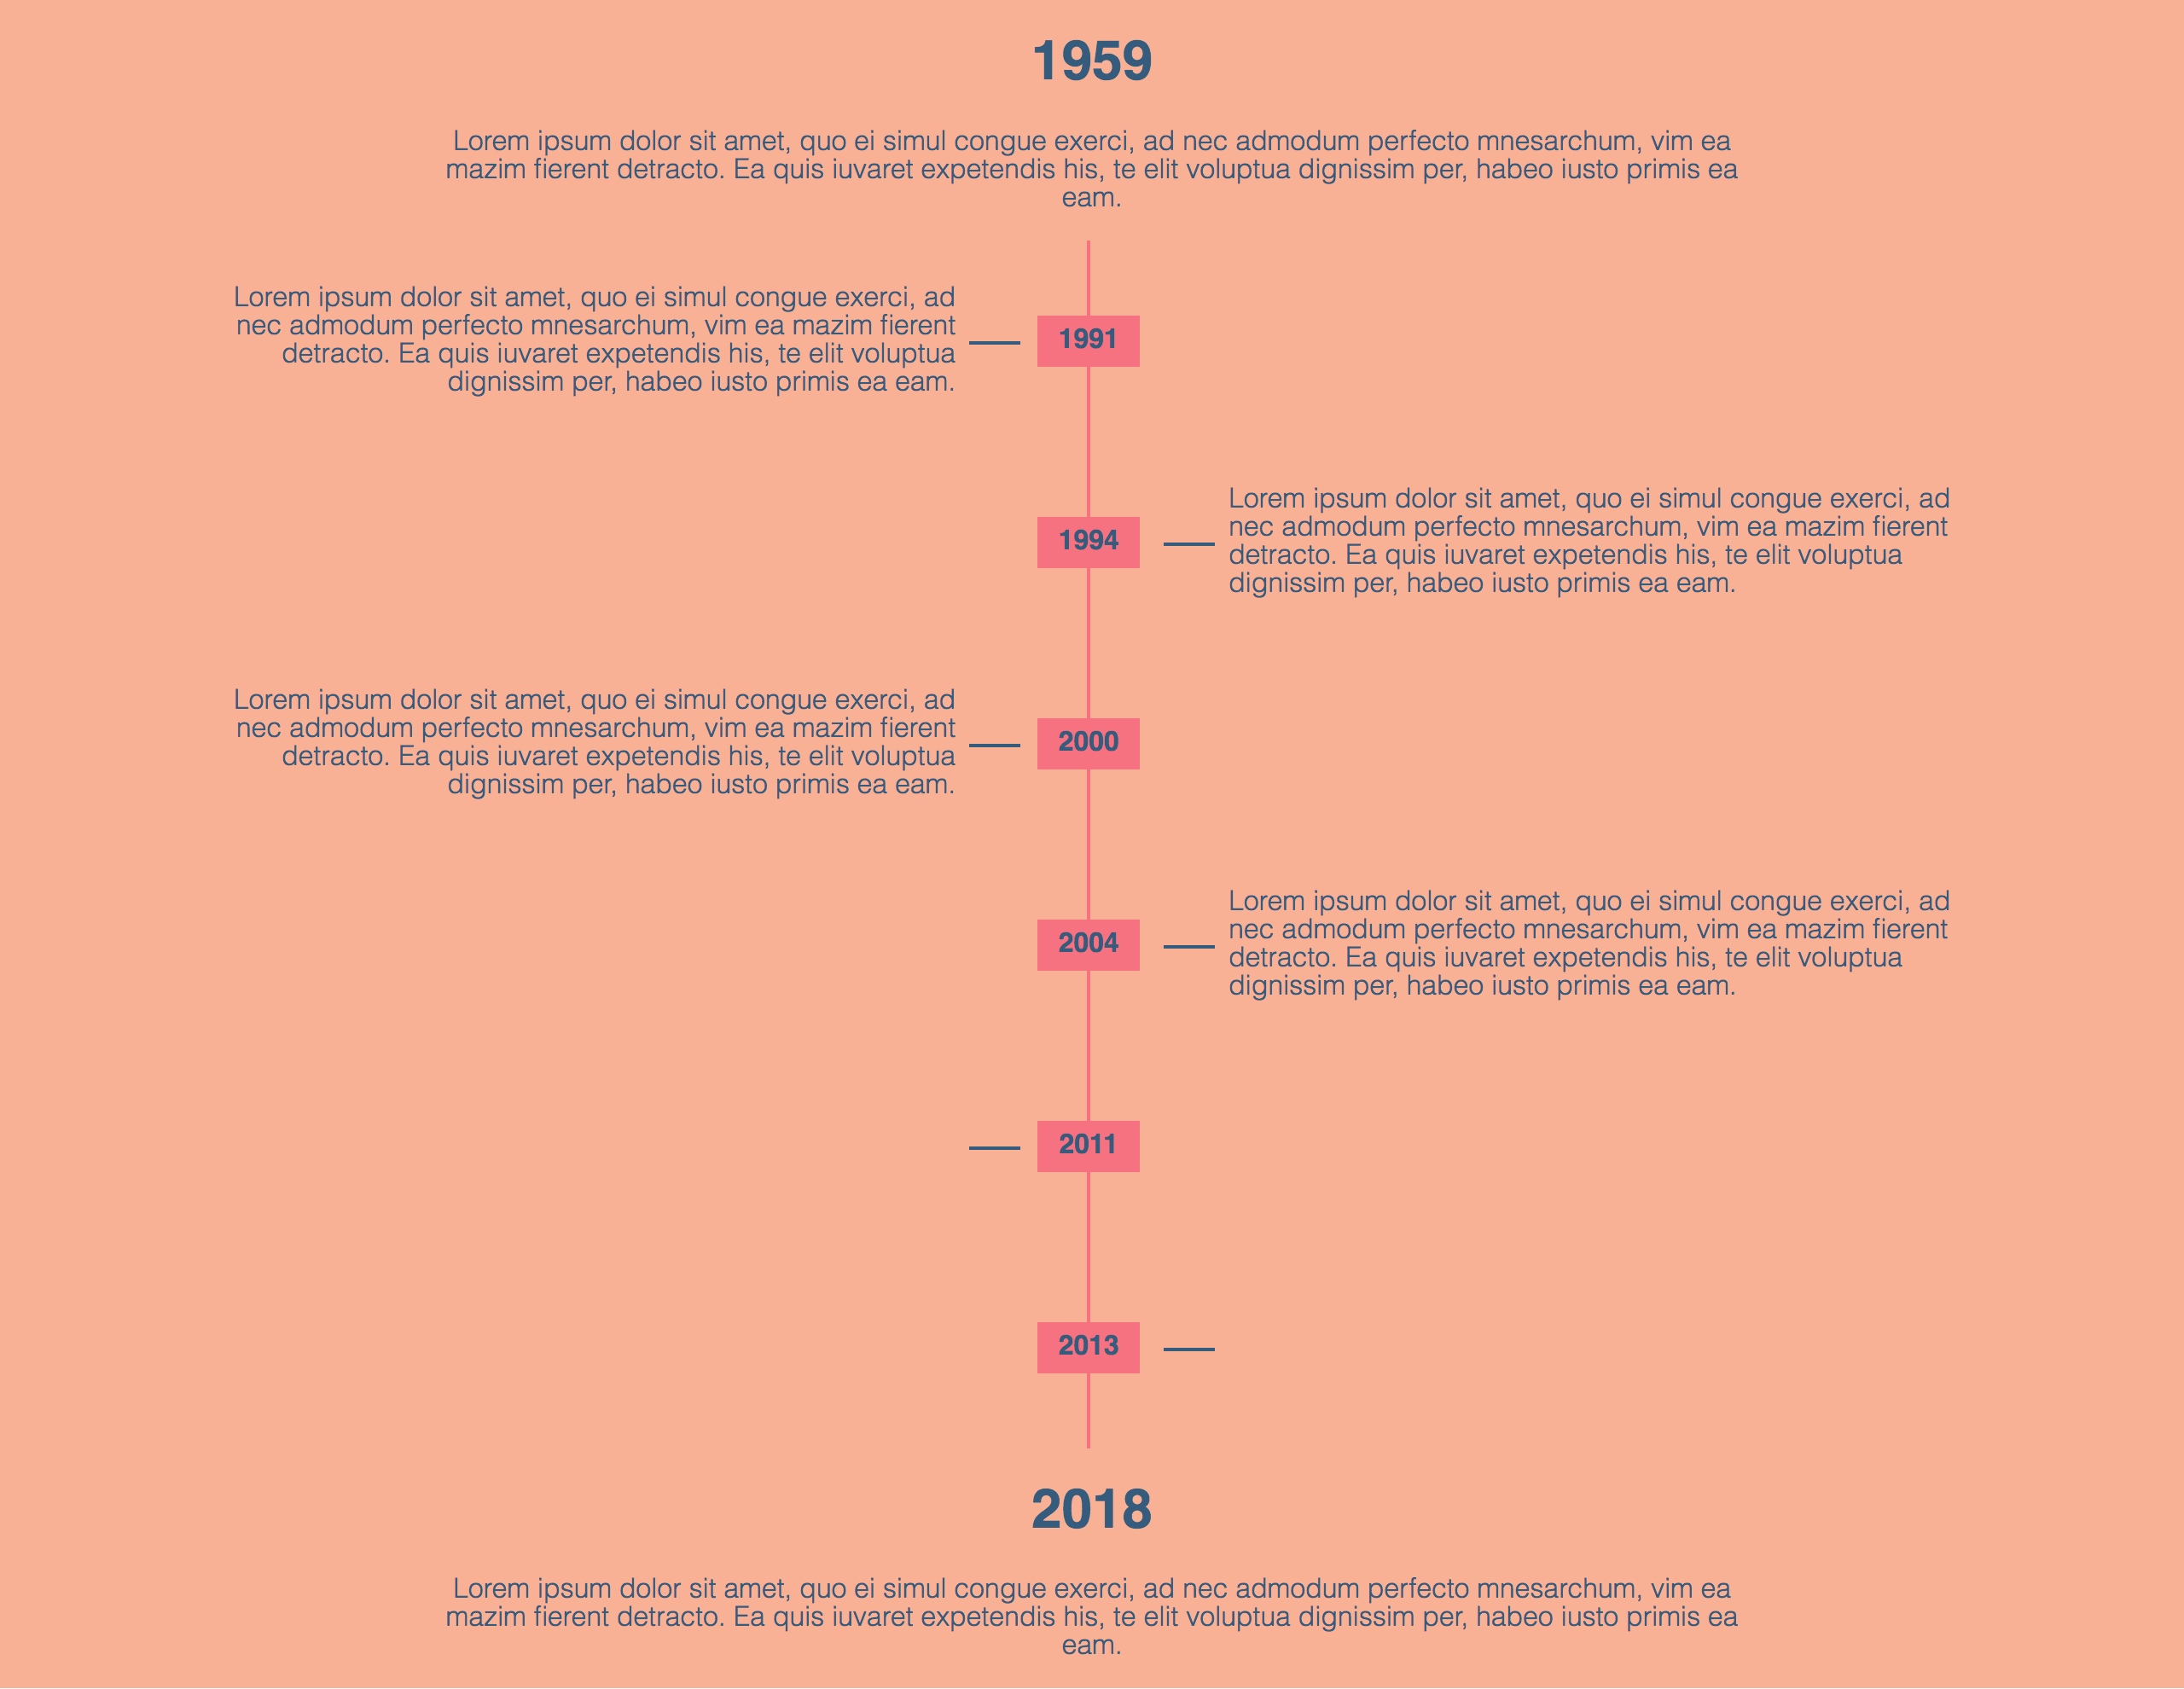 1959
Lorem ipsum dolor sit amet, quo ei simul congue exerci, ad nec admodum perfecto mnesarchum, vim ea
mazim fierent detracto. Ea quis iuvaret expetendis his, te elit voluptua dignissim per, habeo iusto primis ea
eam.
Lorem ipsum dolor sit amet, quo ei simul congue exerci, ad
nec admodum perfecto mnesarchum, vim ea mazim fierent
detracto. Ea quis iuvaret expetendis his, te elit voluptua
dignissim per, habeo iusto primis ea eam.
1991
1994
Lorem ipsum dolor sit amet, quo ei simul congue exerci, ad
nec admodum perfecto mnesarchum, vim ea mazim fierent
detracto. Ea quis iuvaret expetendis his, te elit voluptua
dignissim per, habeo iusto primis ea eam.
Lorem ipsum dolor sit amet, quo ei simul congue exerci, ad
nec admodum perfecto mnesarchum, vim ea mazim fierent
detracto. Ea quis iuvaret expetendis his, te elit voluptua
dignissim per, habeo iusto primis ea eam.
2000
2004
Lorem ipsum dolor sit amet, quo ei simul congue exerci, ad
nec admodum perfecto mnesarchum, vim ea mazim fierent
detracto. Ea quis iuvaret expetendis his, te elit voluptua
dignissim per, habeo iusto primis ea eam.
2011
2013
2018
Lorem ipsum dolor sit amet, quo ei simul congue exerci, ad nec admodum perfecto mnesarchum, vim ea
mazim fierent detracto. Ea quis iuvaret expetendis his, te elit voluptua dignissim per, habeo iusto primis ea
eam.